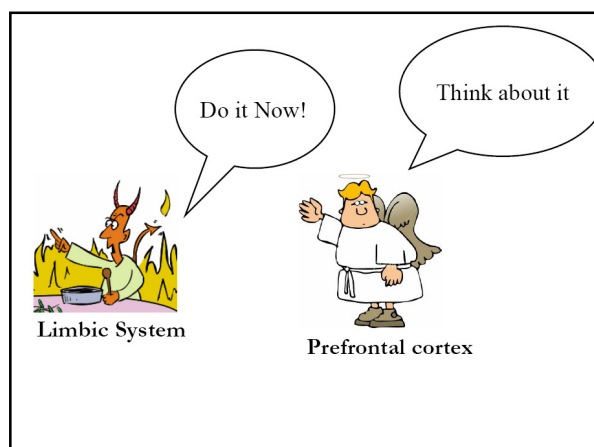 Think about it
Do it Now!
Limbic System
Prefrontal cortex